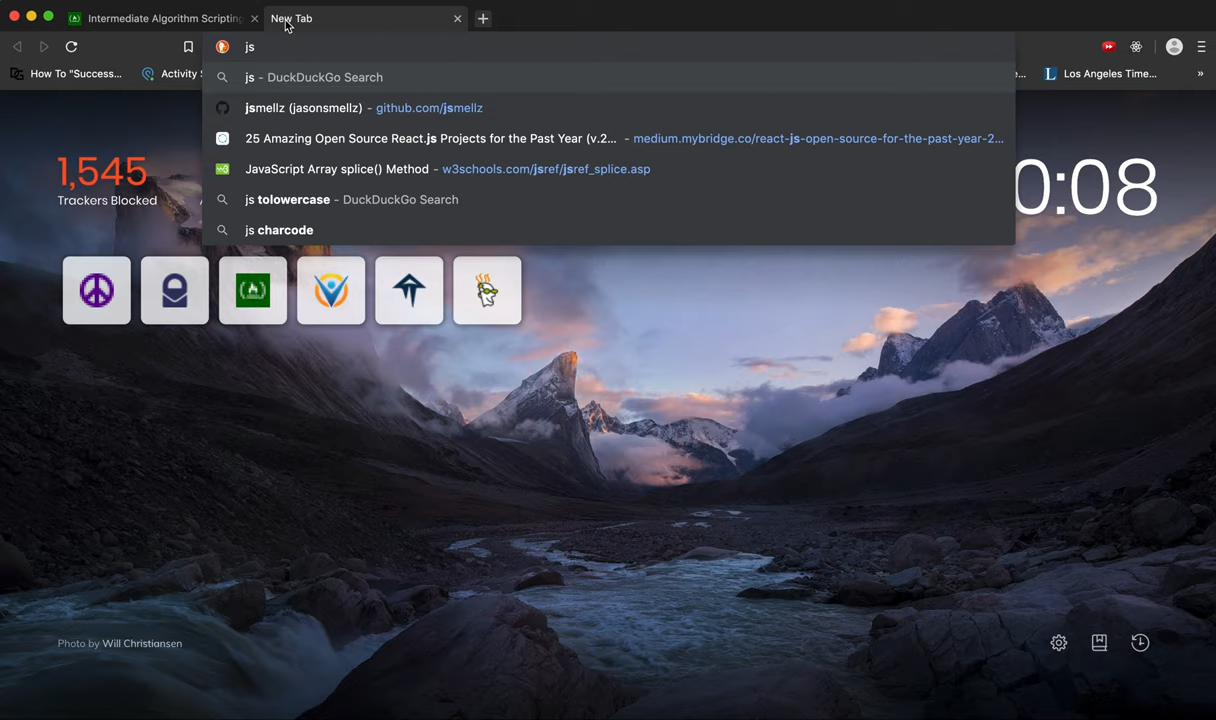 Intermediate Algorithm Scripting
New Tab
js
How To "Success...
Activity
...
Los Angeles Time...
»
js - DuckDuckGo Search
jsmellz (jasonsmellz) - github.com/jsmellz
25 Amazing Open Source React.js Projects for the Past Year (v.2... - medium.mybridge.co/react-js-open-source-for-the-past-year-2...
JavaScript Array splice() Method - w3schools.com/jsref/jsref_splice.asp
js tolowercase - DuckDuckGo Search
js charcode
1,545
Trackers Blocked
0:08
Photo by Will Christiansen